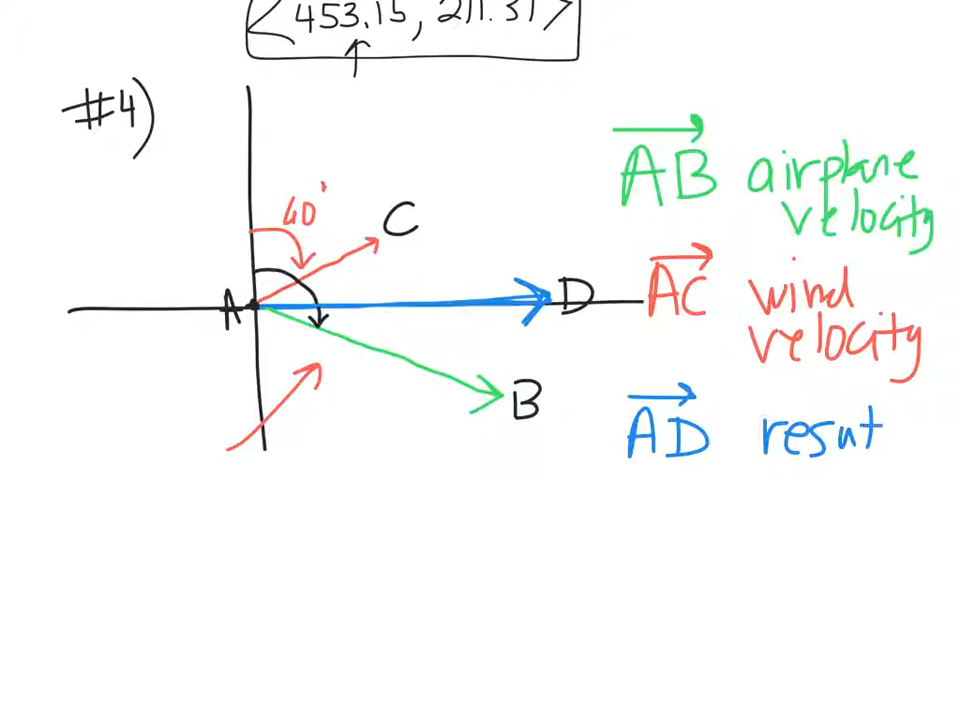 <453.15, 211.31>
#4)
40°
C
A
D
B
AB airplane
velocity
AC wind
velocity
AD resut